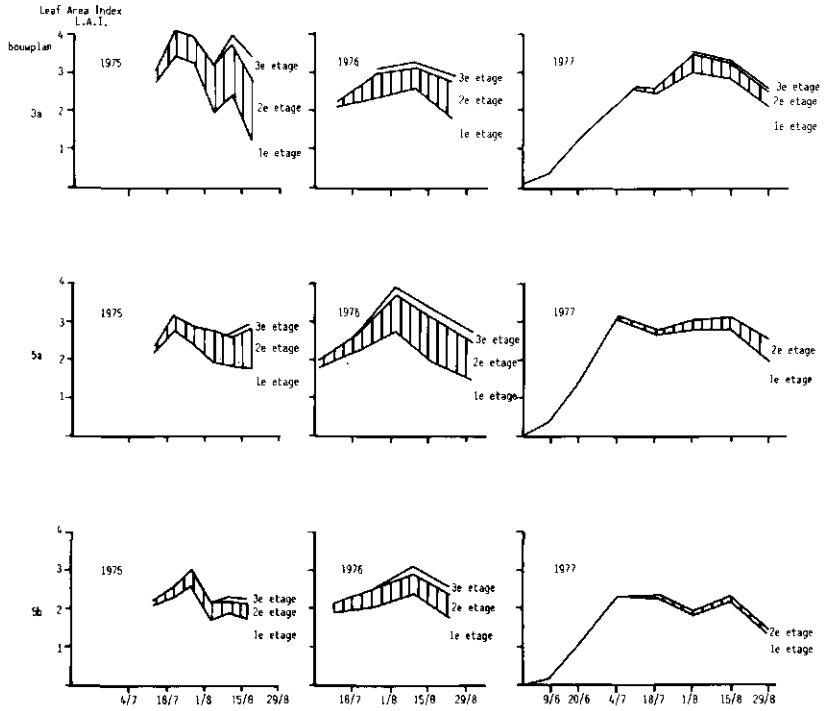 Leaf Area Index
L.A.I.
bouwplan
3a
4
3
2
1
1975
3e etage
2e etage
1e etage
1976
3e etage
2e etage
1e etage
1977
3e etage
2e etage
1e etage
5a
4
3
2
1
1975
3e etage
2e etage
1e etage
1976
3e etage
2e etage
1e etage
1977
2e etage
1e etage
9b
4
3
2
1
1975
3e etage
2e etage
1e etage
1976
3e etage
2e etage
1e etage
1977
2e etage
1e etage
4/7 18/7 1/8 15/8 29/8
18/7 1/8 15/8 29/8
9/6 20/6 4/7 18/7 1/8 15/8 29/8